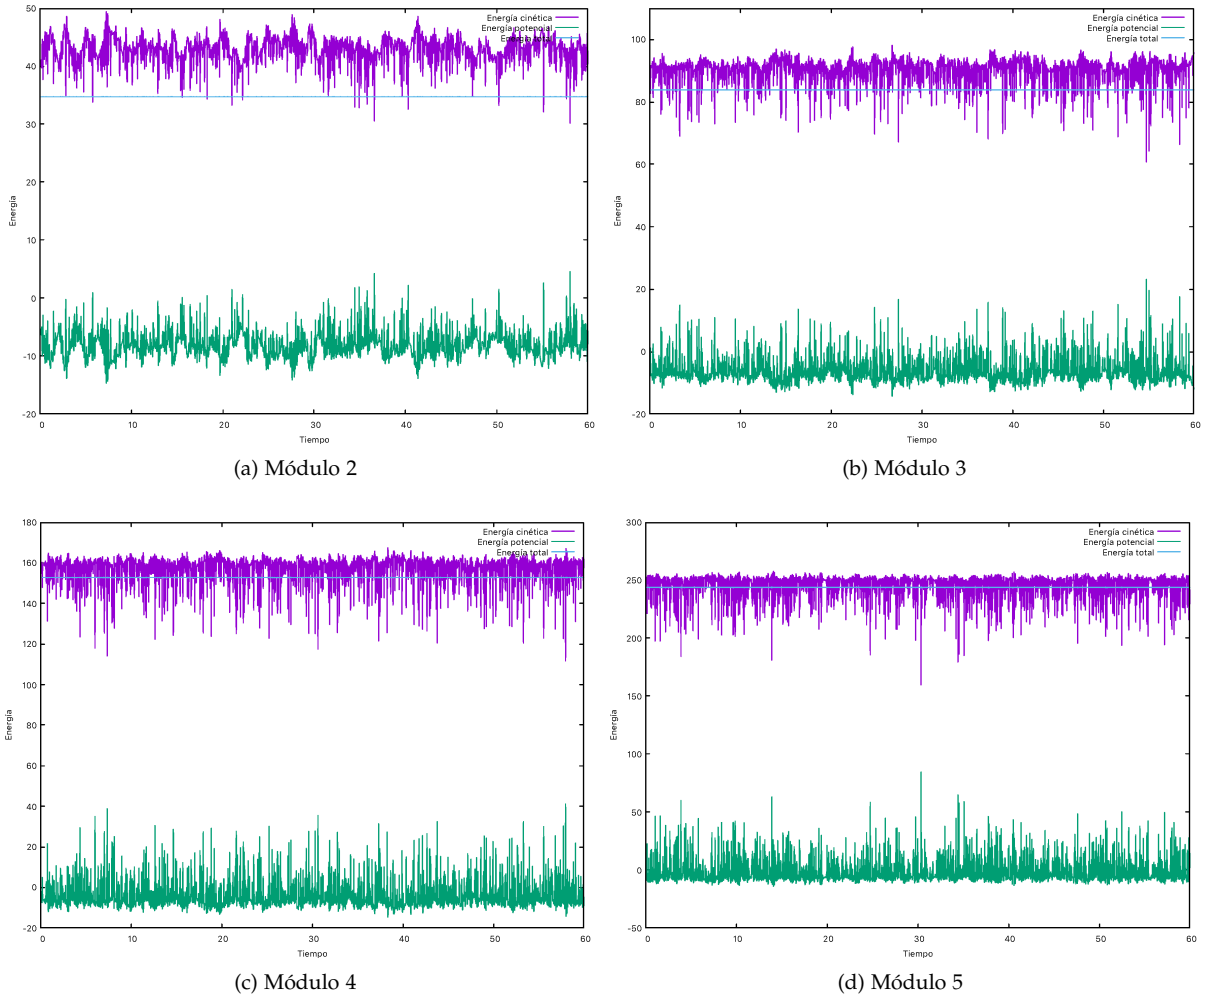 50
40
30
20
10
0
-10
-20
0 10 20 30 40 50 60
Energía
Tiempo
Energía cinética
Energía potencial
Energía total
(a) Módulo 2
100
80
60
40
20
0
-20
0 10 20 30 40 50 60
Energía
Tiempo
Energía cinética
Energía potencial
Energía total
(b) Módulo 3
180
160
140
120
100
80
60
40
20
0
-20
0 10 20 30 40 50 60
Energía
Tiempo
Energía cinética
Energía potencial
Energía total
(c) Módulo 4
300
250
200
150
100
50
0
-50
0 10 20 30 40 50 60
Energía
Tiempo
Energía cinética
Energía potencial
Energía total
(d) Módulo 5